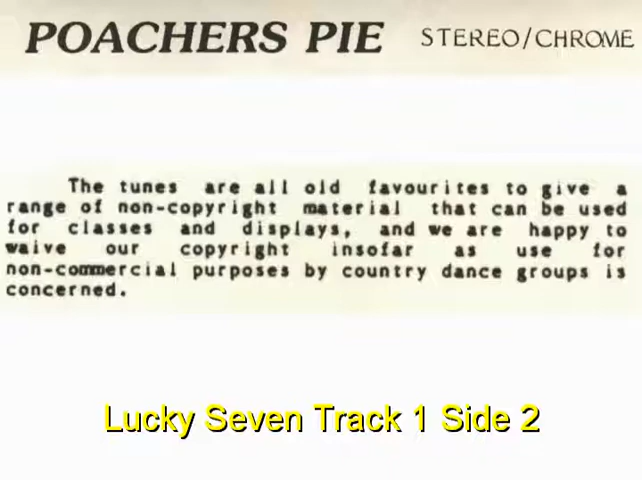 POACHERS PIE STEREO/CHROME
The tunes are all old favourites to give a
range of non-copyright material that can be used
for classes and displays, and we are happy to
waive our copyright insofar as use for
non-commercial purposes by country dance groups is
concerned.
Lucky Seven Track 1 Side 2